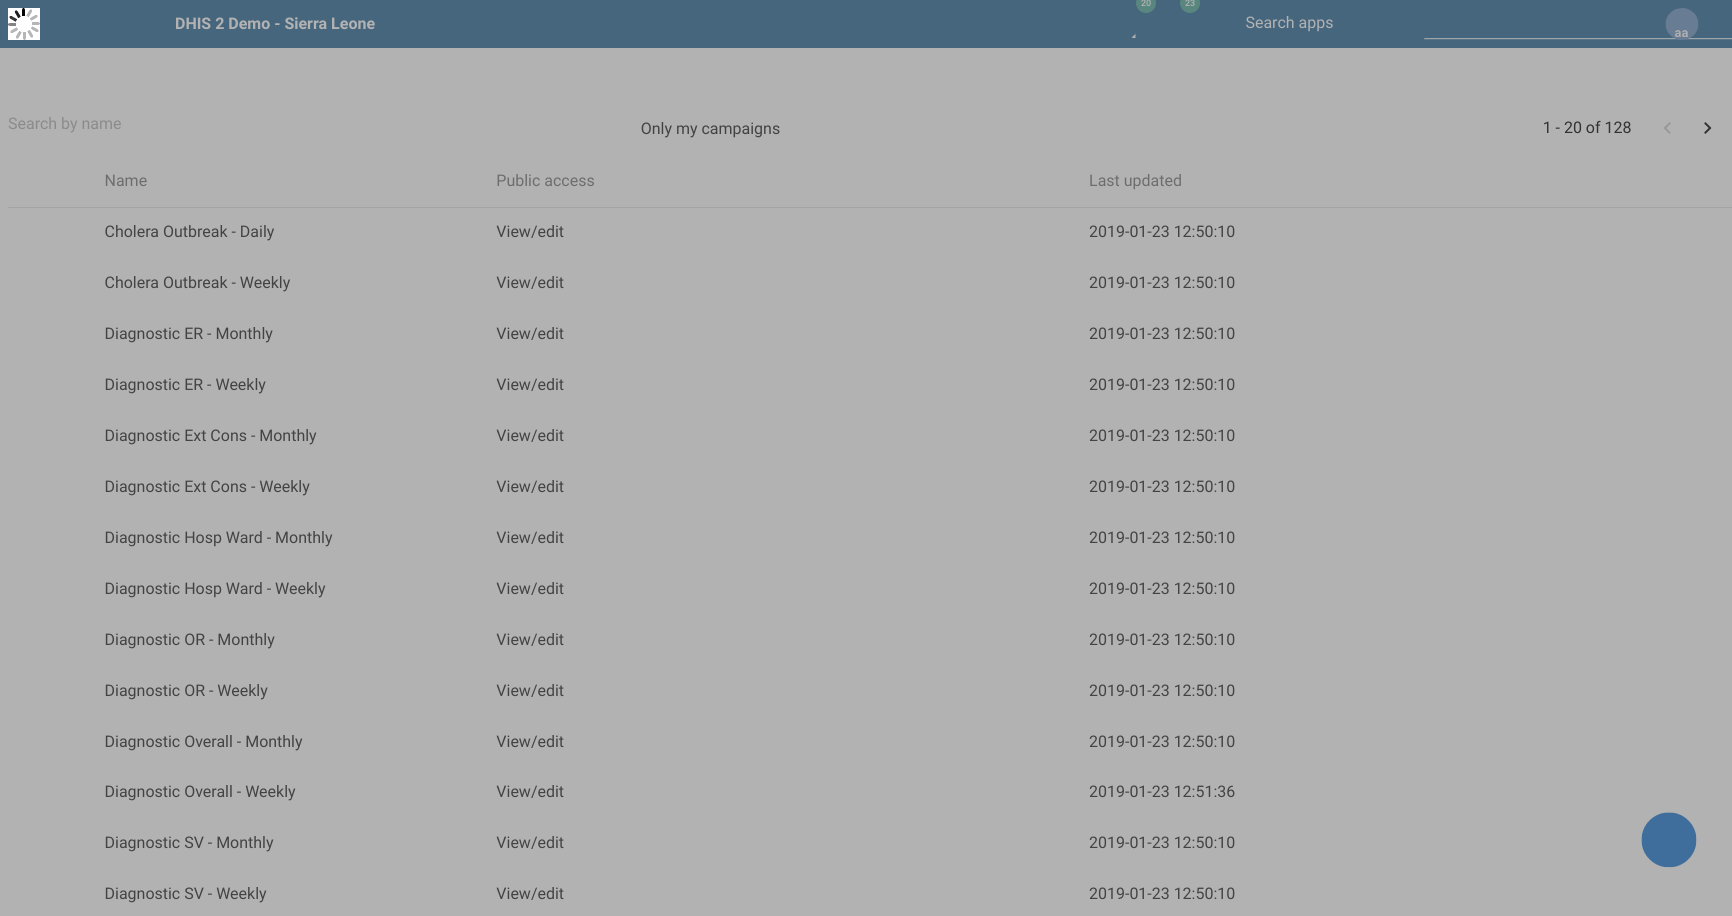 DHIS 2 Demo - Sierra Leone
20
23
Search apps
aa
Search by name
Only my campaigns
1 - 20 of 128
Name Public access Last updated
Cholera Outbreak - Daily View/edit 2019-01-23 12:50:10
Cholera Outbreak - Weekly View/edit 2019-01-23 12:50:10
Diagnostic ER - Monthly View/edit 2019-01-23 12:50:10
Diagnostic ER - Weekly View/edit 2019-01-23 12:50:10
Diagnostic Ext Cons - Monthly View/edit 2019-01-23 12:50:10
Diagnostic Ext Cons - Weekly View/edit 2019-01-23 12:50:10
Diagnostic Hosp Ward - Monthly View/edit 2019-01-23 12:50:10
Diagnostic Hosp Ward - Weekly View/edit 2019-01-23 12:50:10
Diagnostic OR - Monthly View/edit 2019-01-23 12:50:10
Diagnostic OR - Weekly View/edit 2019-01-23 12:50:10
Diagnostic Overall - Monthly View/edit 2019-01-23 12:50:10
Diagnostic Overall - Weekly View/edit 2019-01-23 12:51:36
Diagnostic SV - Monthly View/edit 2019-01-23 12:50:10
Diagnostic SV - Weekly View/edit 2019-01-23 12:50:10